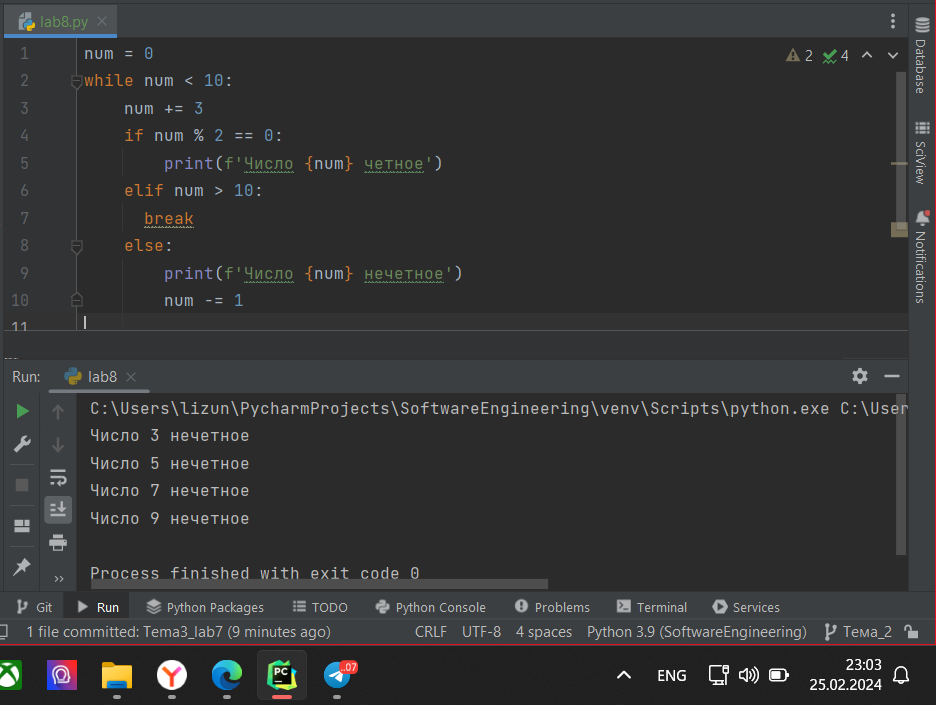 lab8.py
1 num = 0
2 while num < 10:
3 num += 3
4 if num % 2 == 0:
5 print(f'Число {num} четное')
6 elif num > 10:
7 break
8 else:
9 print(f'Число {num} нечетное')
10 num -= 1
11
2 4
Database
SciView
Notifications
Run: lab8
C:\Users\lizun\PycharmProjects\SoftwareEngineering\venv\Scripts\python.exe C:\User
Число 3 нечетное
Число 5 нечетное
Число 7 нечетное
Число 9 нечетное
Process finished with exit code 0
Git Run Python Packages TODO Python Console Problems Terminal Services
1 file committed: Tema3_lab7 (9 minutes ago) CRLF UTF-8 4 spaces Python 3.9 (SoftwareEngineering) Тема_2
PC ..07 ENG 23:03
25.02.2024